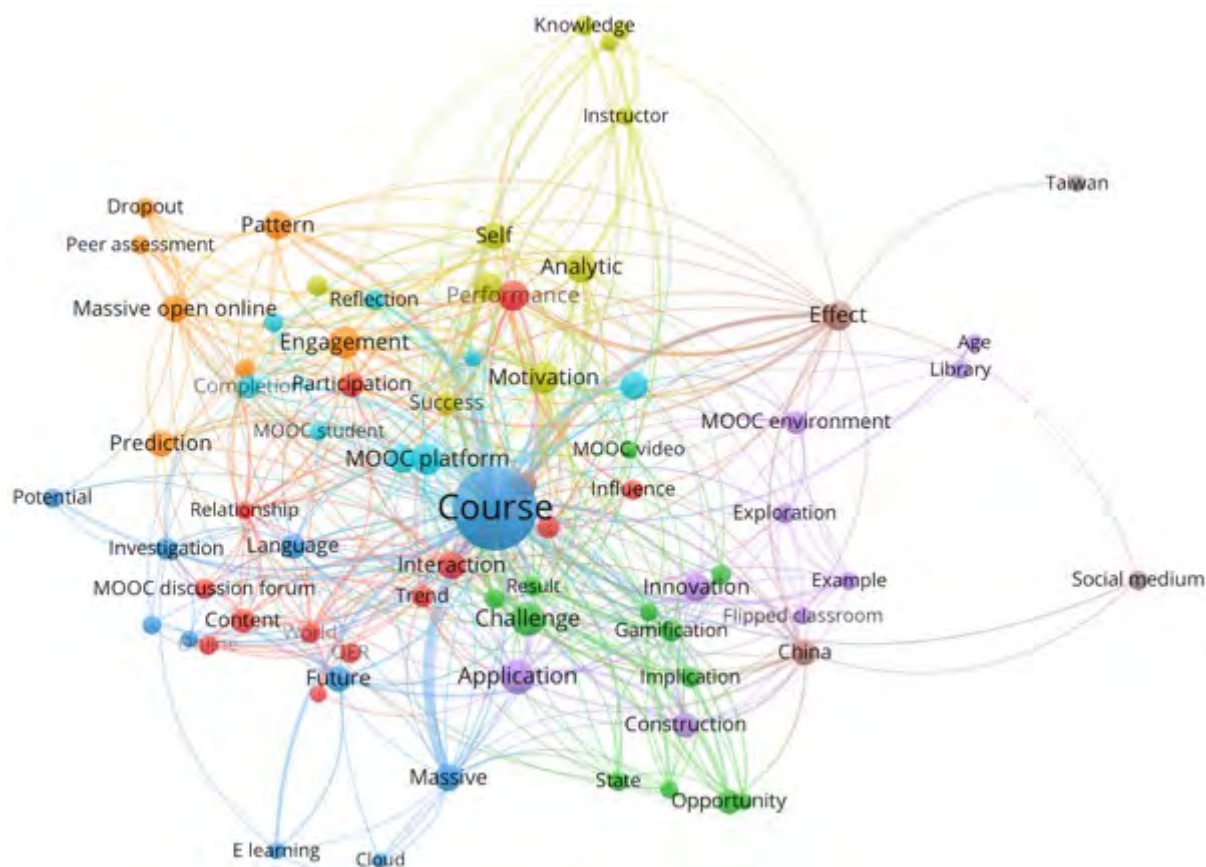 Knowledge
Instructor
Taiwan
Dropout
Pattern
Peer assessment
Self
Analytic
Massive open online
Reflection
Performance
Effect
Engagement
Age
Library
Completion
Participation
Motivation
Success
MOOC environment
Prediction
MOOC student
MOOC platform
MOOC video
Potential
Course
Influence
Relationship
Exploration
Investigation
Language
MOOC discussion forum
Interaction
Result
Innovation
Example
Social medium
Trend
Content
World
Challenge
Gamification
Flipped classroom
Online
OER
China
Future
Application
Implication
Construction
Massive
State
Opportunity
E learning
Cloud